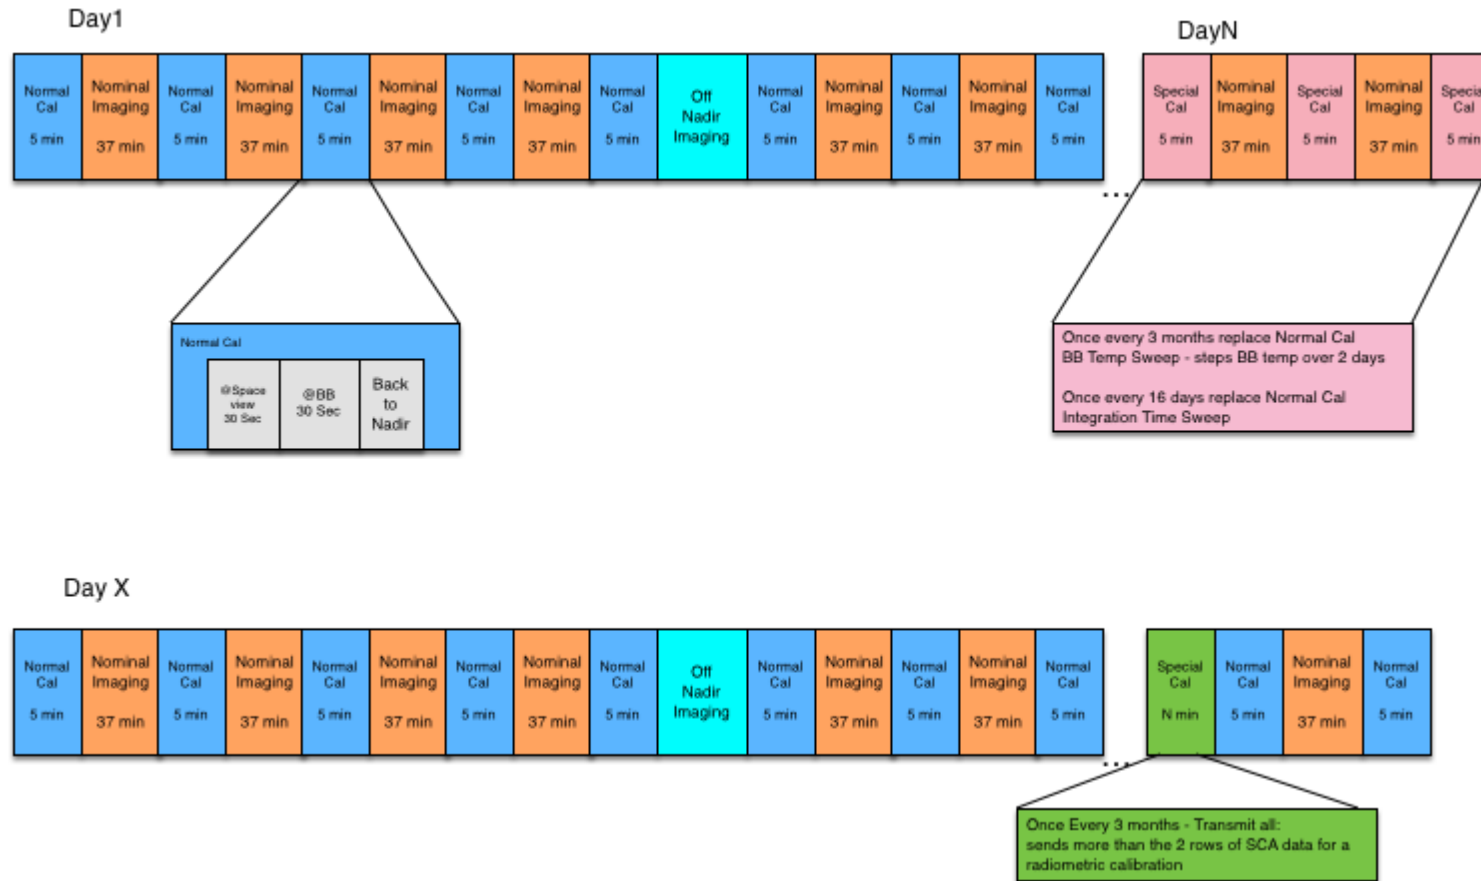 Day1
DayN
Normal
Cal
5 min
Nominal
Imaging
37 min
Normal
Cal
5 min
Nominal
Imaging
37 min
Normal
Cal
5 min
Nominal
Imaging
37 min
Normal
Cal
5 min
Nominal
Imaging
37 min
Normal
Cal
5 min
Off
Nadir
Imaging
Normal
Cal
5 min
Nominal
Imaging
37 min
Normal
Cal
5 min
Nominal
Imaging
37 min
Normal
Cal
5 min
...
Special
Cal
5 min
Nominal
Imaging
37 min
Special
Cal
5 min
Nominal
Imaging
37 min
Special
Cal
5 min
Normal Cal
@Space
view
30 Sec
@BB
30 Sec
Back
to
Nadir
Once every 3 months replace Normal Cal
BB Temp Sweep - steps BB temp over 2 days
Once every 16 days replace Normal Cal
Integration Time Sweep
Day X
Normal
Cal
5 min
Nominal
Imaging
37 min
Normal
Cal
5 min
Nominal
Imaging
37 min
Normal
Cal
5 min
Nominal
Imaging
37 min
Normal
Cal
5 min
Nominal
Imaging
37 min
Normal
Cal
5 min
Off
Nadir
Imaging
Normal
Cal
5 min
Nominal
Imaging
37 min
Normal
Cal
5 min
Nominal
Imaging
37 min
Normal
Cal
5 min
...
Special
Cal
N min
Normal
Cal
5 min
Nominal
Imaging
37 min
Normal
Cal
5 min
Once Every 3 months - Transmit all:
sends more than the 2 rows of SCA data for a
radiometric calibration